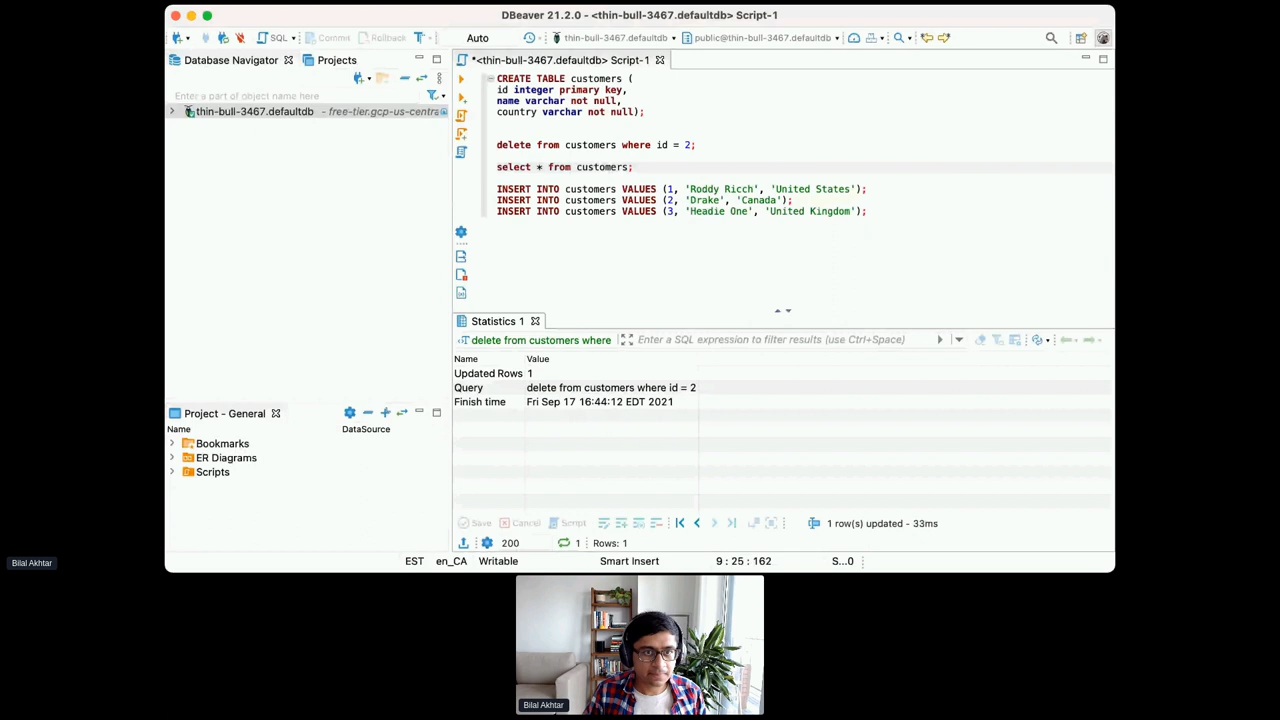 DBeaver 21.2.0 - <thin-bull-3467.defaultdb> Script-1
SQL
Commit
Rollback
Auto
thin-bull-3467.defaultdb
public@thin-bull-3467.defaultdb
Database Navigator
Projects
Enter a part of object name here
thin-bull-3467.defaultdb - free-tier.gcp-us-centra
*<thin-bull-3467.defaultdb> Script-1
CREATE TABLE customers (
id integer primary key,
name varchar not null,
country varchar not null);
delete from customers where id = 2;
select * from customers;
INSERT INTO customers VALUES (1, 'Roddy Ricch', 'United States');
INSERT INTO customers VALUES (2, 'Drake', 'Canada');
INSERT INTO customers VALUES (3, 'Headie One', 'United Kingdom');
Statistics 1
delete from customers where
Enter a SQL expression to filter results (use Ctrl+Space)
Name Value
Updated Rows 1
Query delete from customers where id = 2
Finish time Fri Sep 17 16:44:12 EDT 2021
Project - General
Name DataSource
Bookmarks
ER Diagrams
Scripts
Save
Cancel
Script
1 row(s) updated - 33ms
200
1
Rows: 1
EST en_CA Writable Smart Insert 9 : 25 : 162 S...0
Bilal Akhtar
Bilal Akhtar